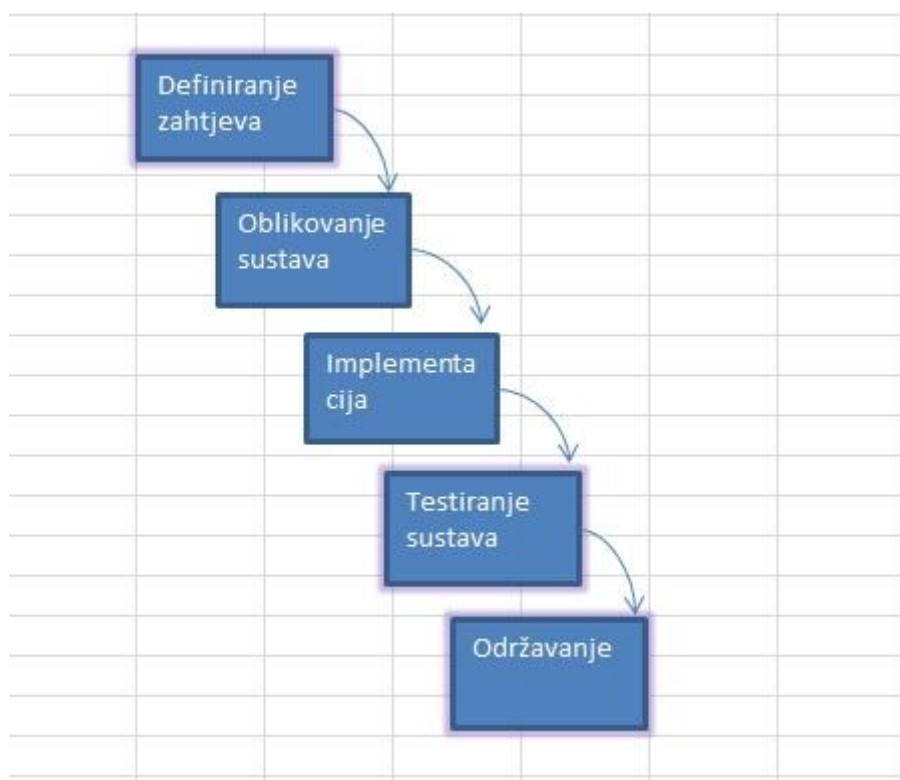 Definiranje
zahtjeva
Oblikovanje
sustava
Implementa
cija
Testiranje
sustava
Održavanje